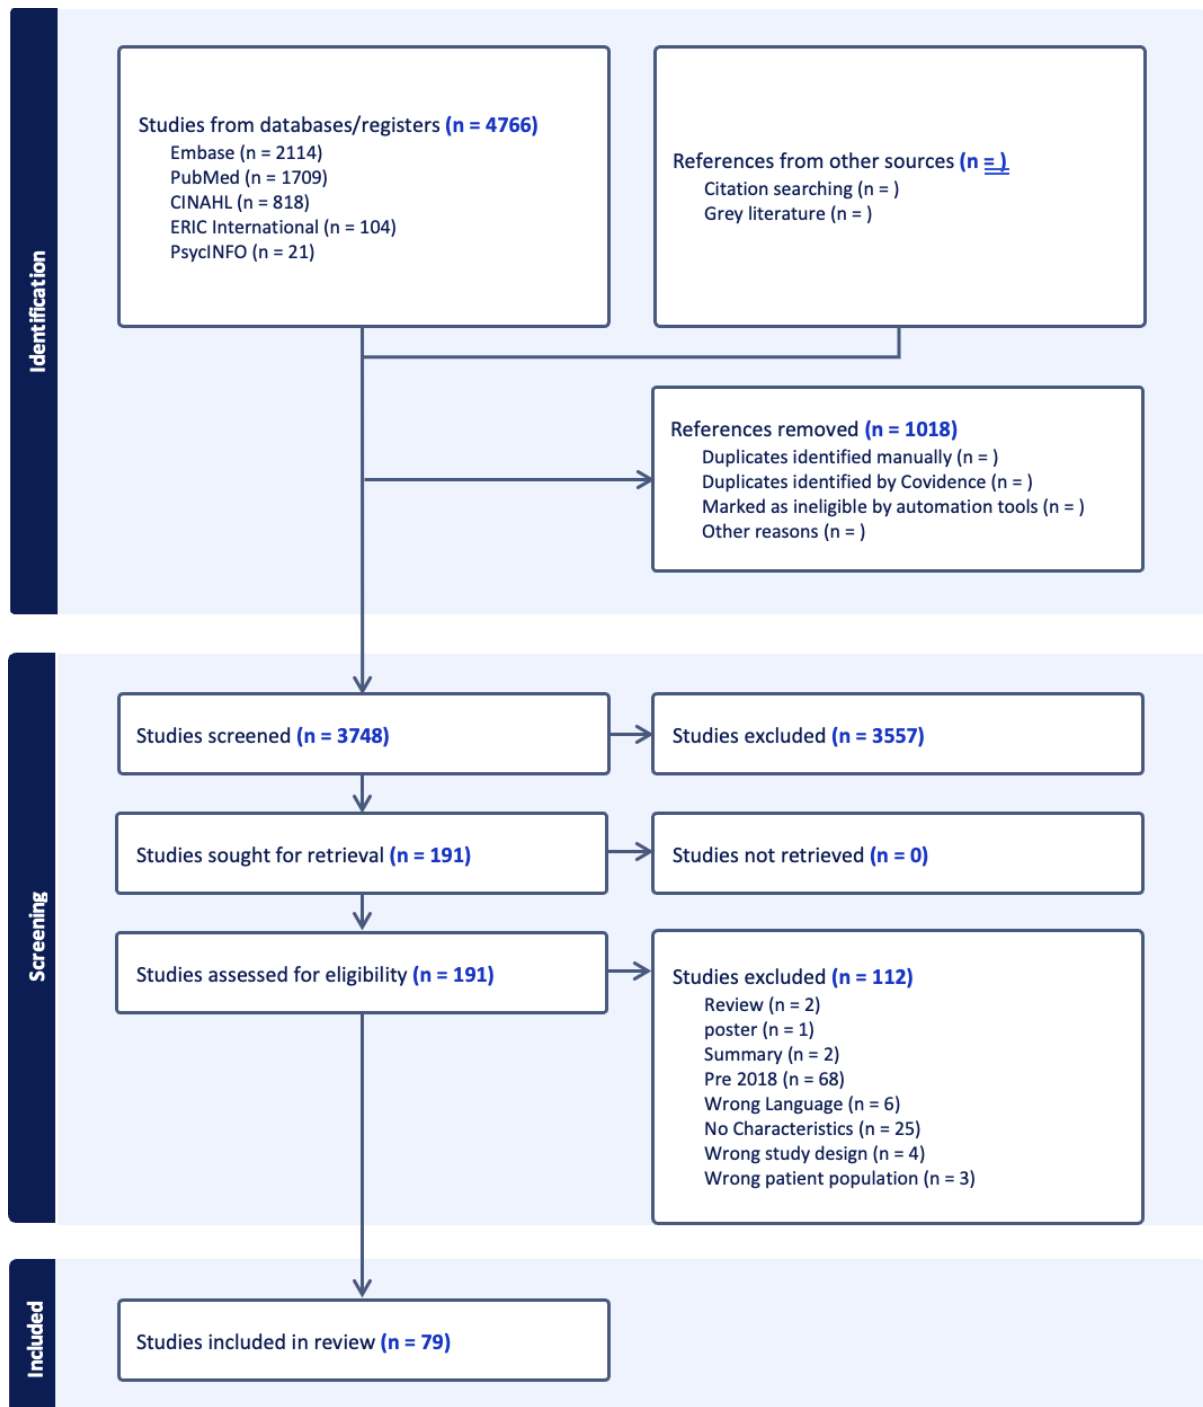 Identification
Studies from databases/registers (n = 4766)
Embase (n = 2114)
PubMed (n = 1709)
CINAHL (n = 818)
ERIC International (n = 104)
PsycINFO (n = 21)
References from other sources (n = )
Citation searching (n = )
Grey literature (n = )
References removed (n = 1018)
Duplicates identified manually (n = )
Duplicates identified by Covidence (n = )
Marked as ineligible by automation tools (n = )
Other reasons (n = )
Screening
Studies screened (n = 3748)
Studies excluded (n = 3557)
Studies sought for retrieval (n = 191)
Studies not retrieved (n = 0)
Studies assessed for eligibility (n = 191)
Studies excluded (n = 112)
Review (n = 2)
poster (n = 1)
Summary (n = 2)
Pre 2018 (n = 68)
Wrong Language (n = 6)
No Characteristics (n = 25)
Wrong study design (n = 4)
Wrong patient population (n = 3)
Included
Studies included in review (n = 79)